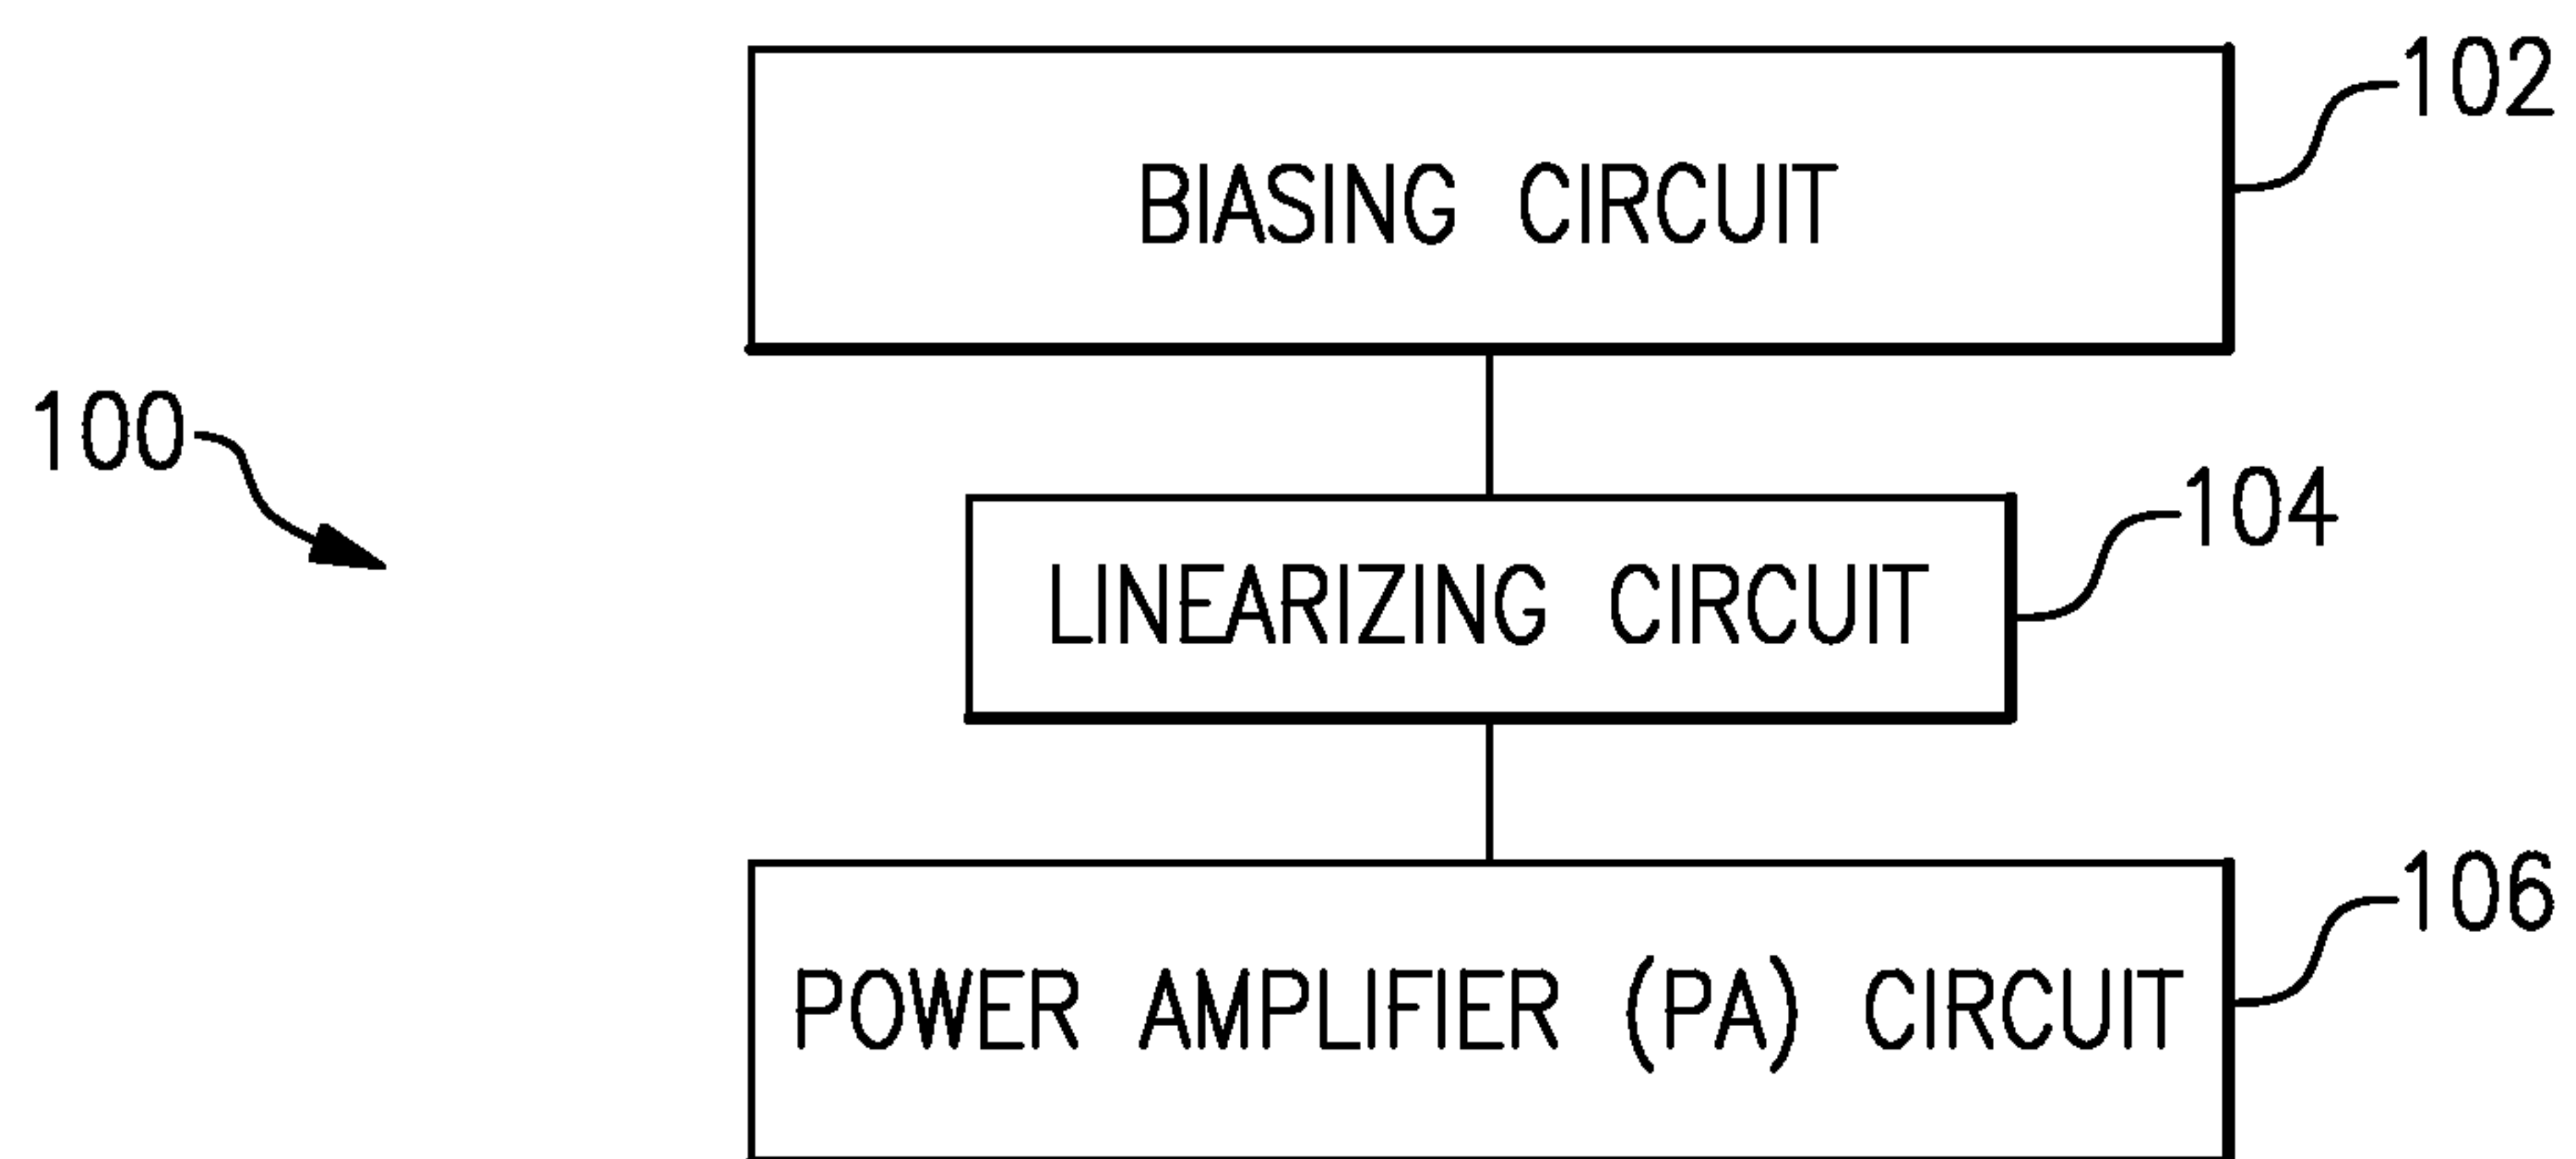 102
BIASING CIRCUIT
100
104
LINEARIZING CIRCUIT
106
POWER AMPLIFIER (PA) CIRCUIT